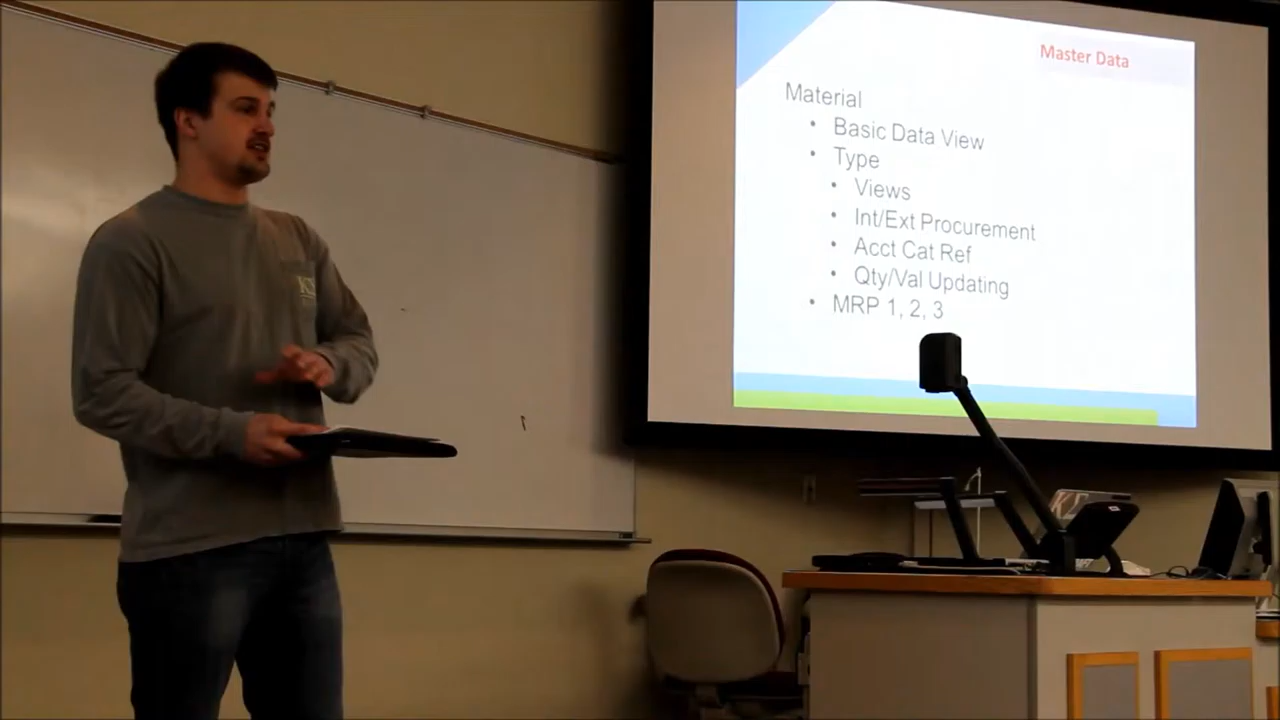 Master Data
Material
• Basic Data View
• Type
• Views
• Int/Ext Procurement
• Acct Cat Ref
• Qty/Val Updating
• MRP 1, 2, 3